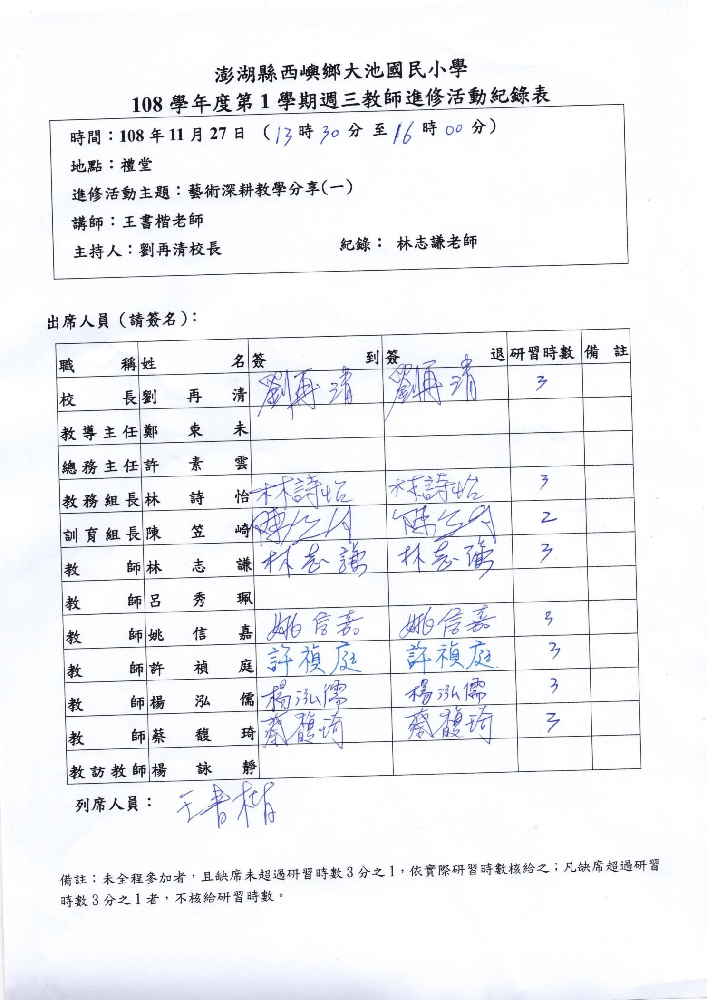 澎湖縣西嶼鄉大池國民小學
108 學年度第 1 學期週三教師進修活動紀錄表
時間：108 年 11 月 27 日 （13 時 30 分 至 16 時 00 分）
地點：禮堂
進修活動主題：藝術深耕教學分享(一)
講師：王書楷老師
主持人：劉再清校長 紀錄： 林志謙老師
出席人員（請簽名）：
職稱 姓名 簽到 簽退 研習時數 備註
校長 劉再清 劉再清 劉再清 3
教導主任 鄭束未
總務主任 許素雲
教務組長 林詩怡 林詩怡 林詩怡 3
訓育組長 陳笠崎 2
教師 林志謙 林志謙 林志謙 3
教師 呂秀珮
教師 姚信嘉 姚信嘉 姚信嘉 3
教師 許禎庭 許禎庭 許禎庭 3
教師 楊泓儒 楊泓儒 楊泓儒 3
教師 蔡馥琦 蔡馥琦 蔡馥琦 3
教訪教師 楊詠靜
列席人員： 王書楷
備註：未全程參加者，且缺席未超過研習時數 3 分之 1，依實際研習時數核給之；凡缺席超過研習
時數 3 分之 1 者，不核給研習時數。